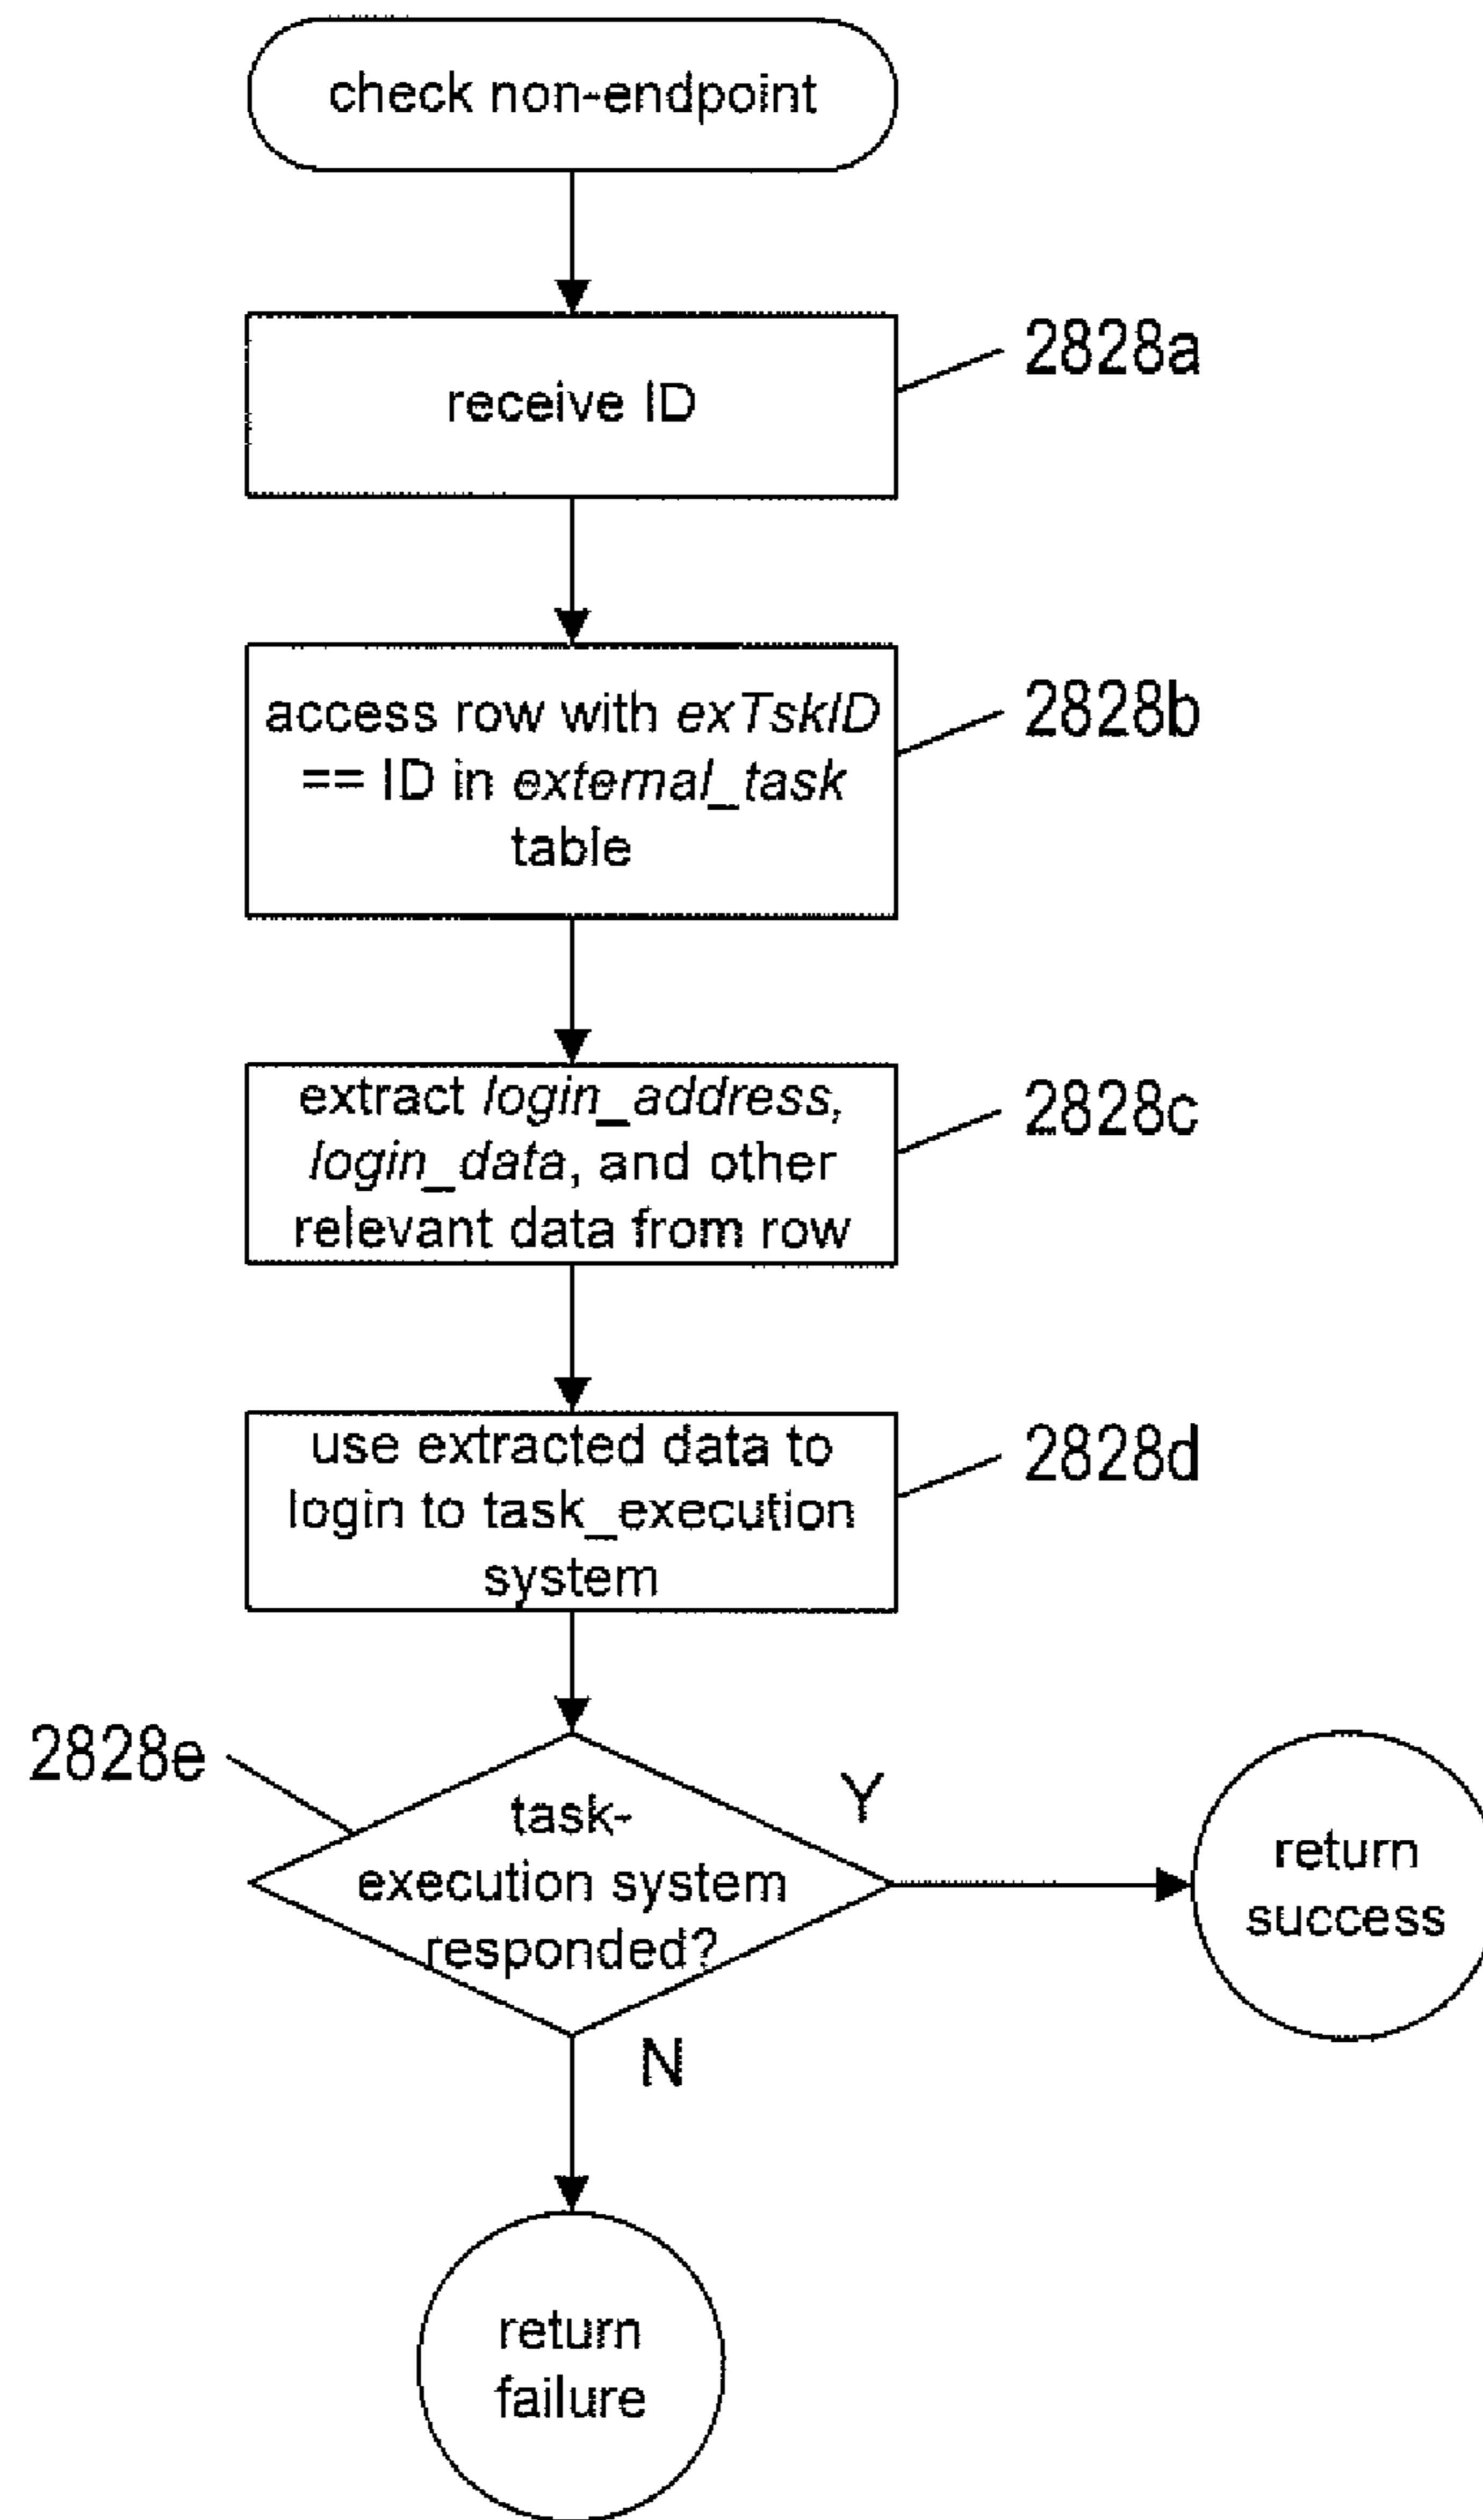 check non-endpoint
receive ID
2828a
access row with exTskID
== ID in external_task
table
2828b
extract login_address,
login_data, and other
relevant data from row
2828c
use extracted data to
login to task_execution
system
2828d
2828e
task-
execution system
responded?
Y
return
success
N
return
failure